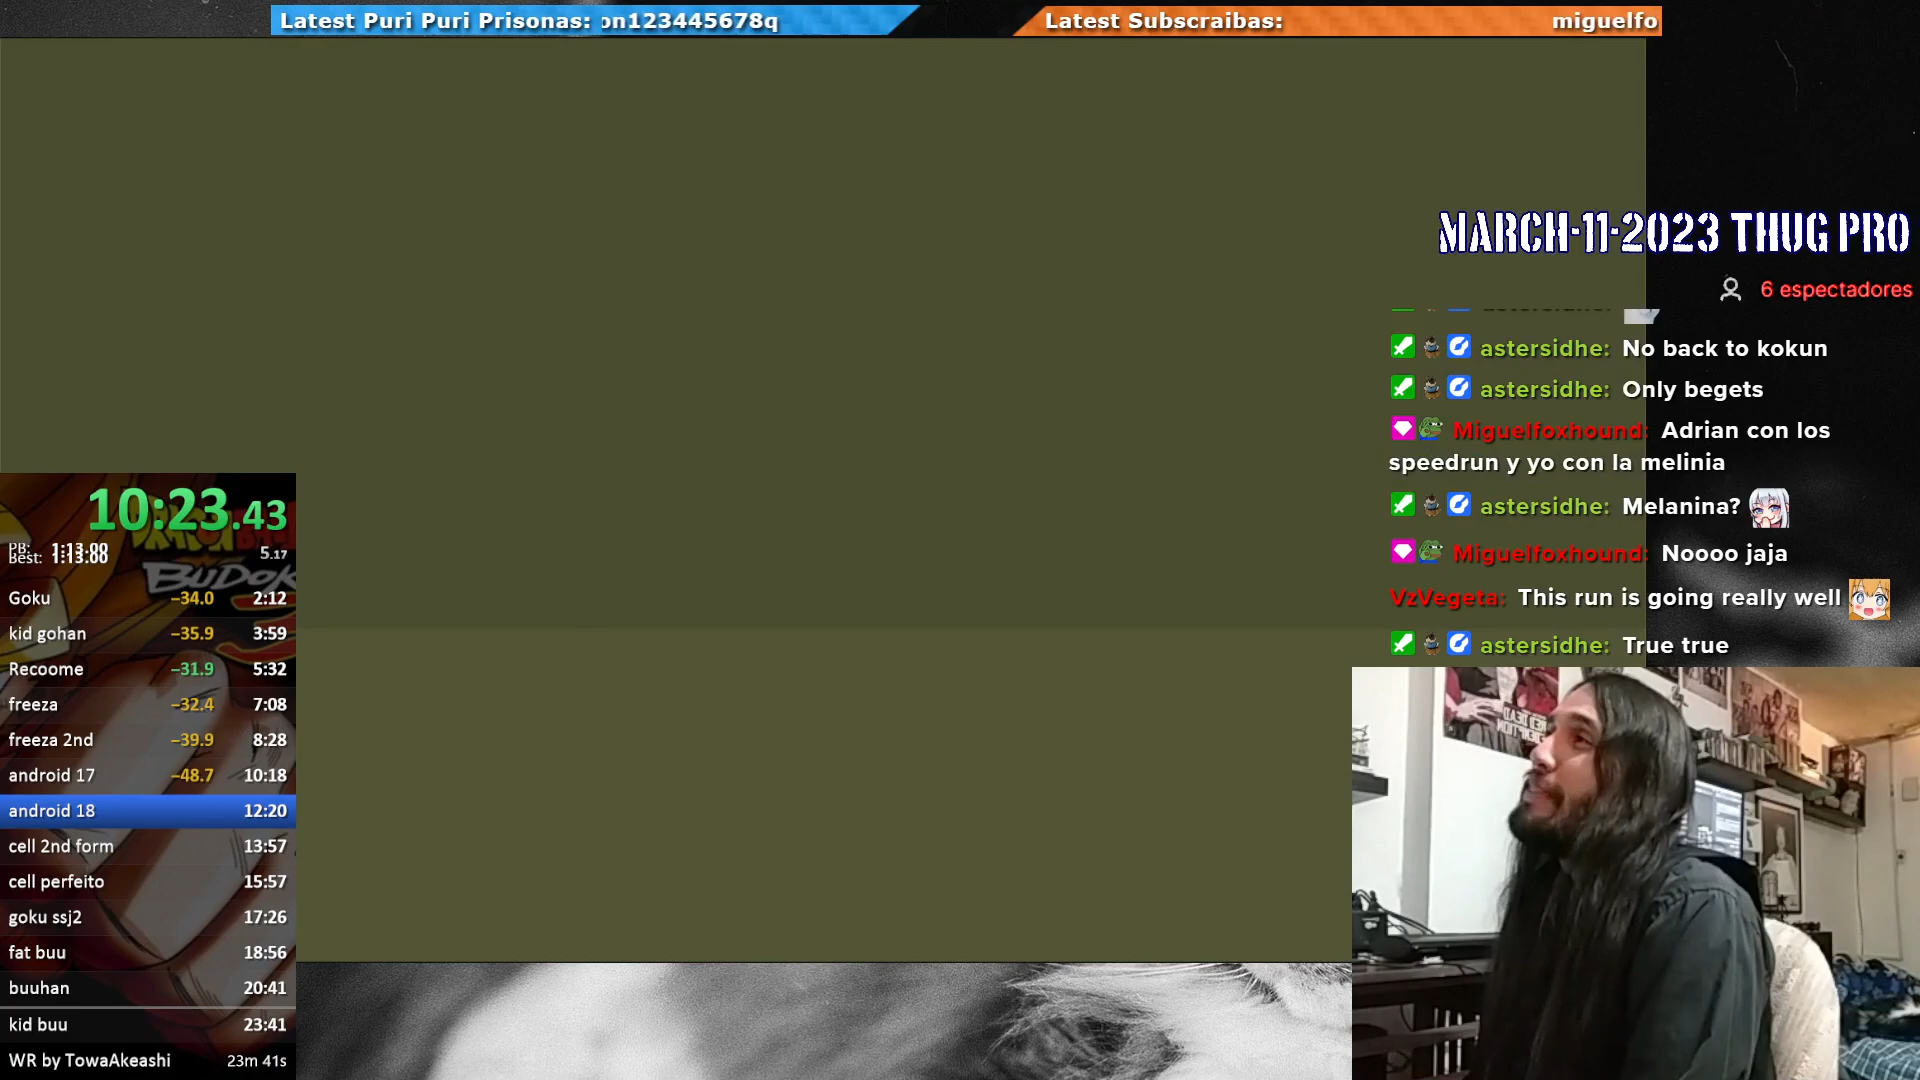 Latest Puri Puri Prisonas: on123445678q
Latest Subscraibas: miguelfo
MARCH-11-2023 THUG PRO
6 espectadores
astersidhe: No back to kokun
astersidhe: Only begets
Miguelfoxhound: Adrian con los
speedrun y yo con la melinia
astersidhe: Melanina?
Miguelfoxhound: Noooo jaja
VzVegeta: This run is going really well
astersidhe: True true
10:23.43
PB: 1:13.00
Best: 1:13.00 5.17
BUDOK
Goku −34.0 2:12
kid gohan −35.9 3:59
Recoome −31.9 5:32
freeza −32.4 7:08
freeza 2nd −39.9 8:28
android 17 −48.7 10:18
android 18 12:20
cell 2nd form 13:57
cell perfeito 15:57
goku ssj2 17:26
fat buu 18:56
buuhan 20:41
kid buu 23:41
WR by TowaAkeashi 23m 41s